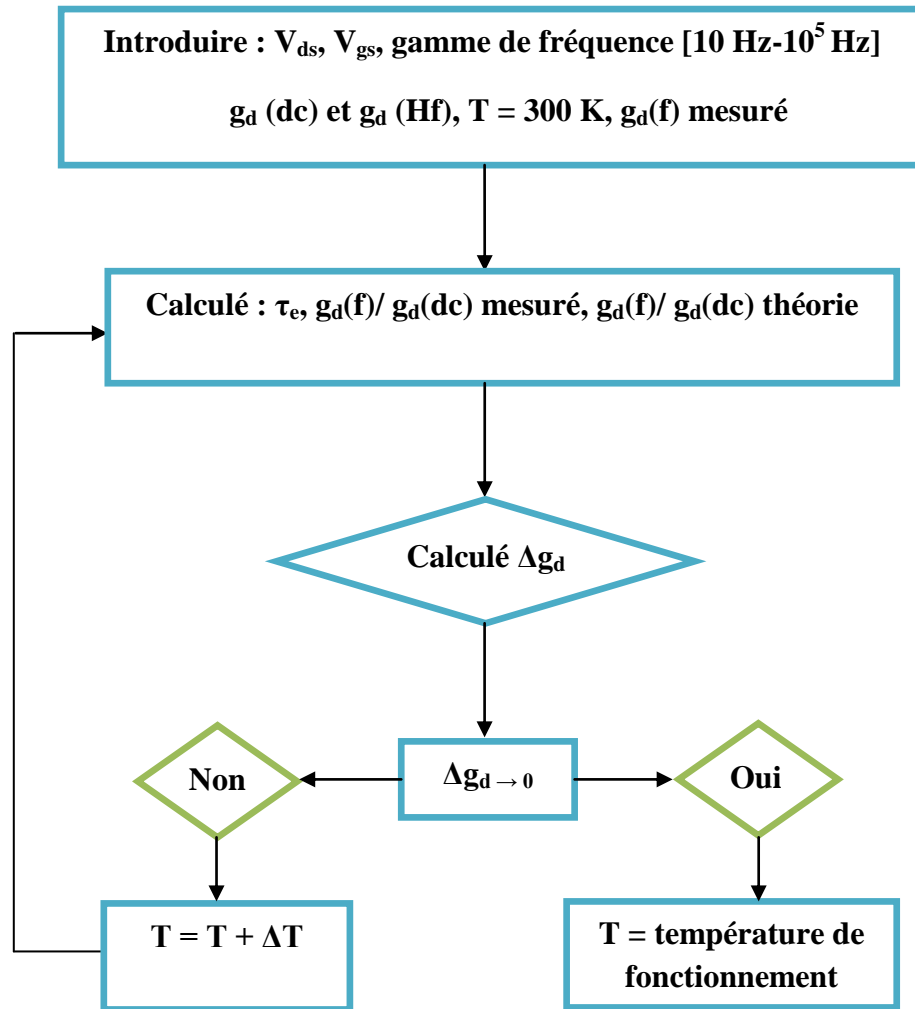 Introduire : Vds, Vgs, gamme de fréquence [10 Hz-10⁵ Hz]
gd (dc) et gd (Hf), T = 300 K, gd(f) mesuré
Calculé : τe, gd(f)/ gd(dc) mesuré, gd(f)/ gd(dc) théorie
Calculé Δgd
Non
Δgd → 0
Oui
T = T + ΔT
T = température de
fonctionnement